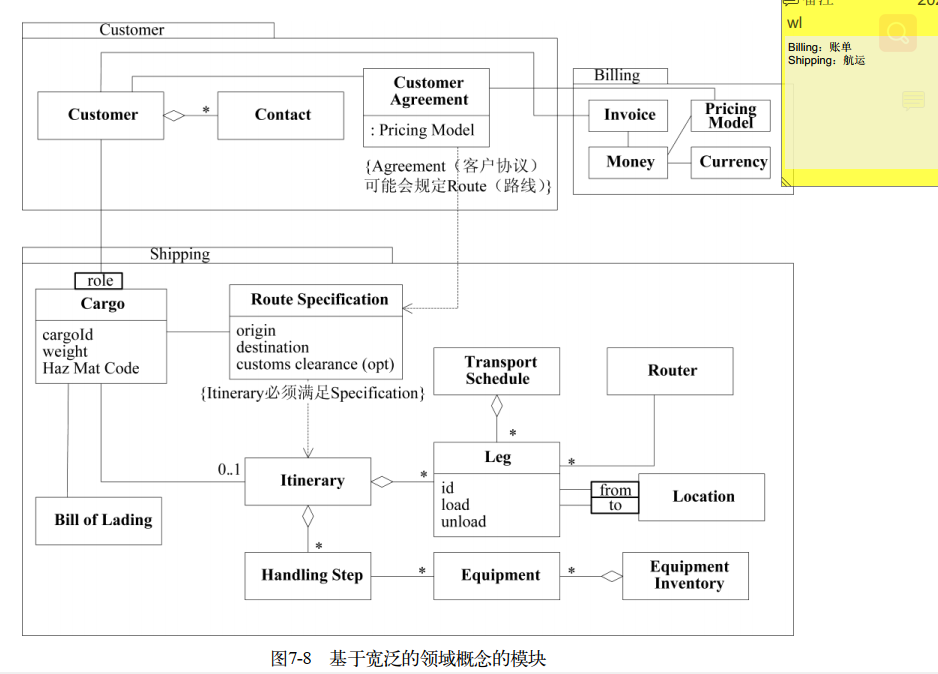 Customer
wl
Billing：账单
Shipping：航运
Billing
Customer
*
Contact
Customer
Agreement
: Pricing Model
Invoice
Pricing
Model
Money
Currency
{Agreement（客户协议）
可能会规定Route（路线）}
Shipping
role
Cargo
cargoId
weight
Haz Mat Code
Route Specification
origin
destination
customs clearance (opt)
{Itinerary必须满足Specification}
Transport
Schedule
*
Router
0..1
Itinerary
*
Leg
id
load
unload
*
from
to
Location
Bill of Lading
*
Handling Step
*
Equipment
*
Equipment
Inventory
图7-8 基于宽泛的领域概念的模块